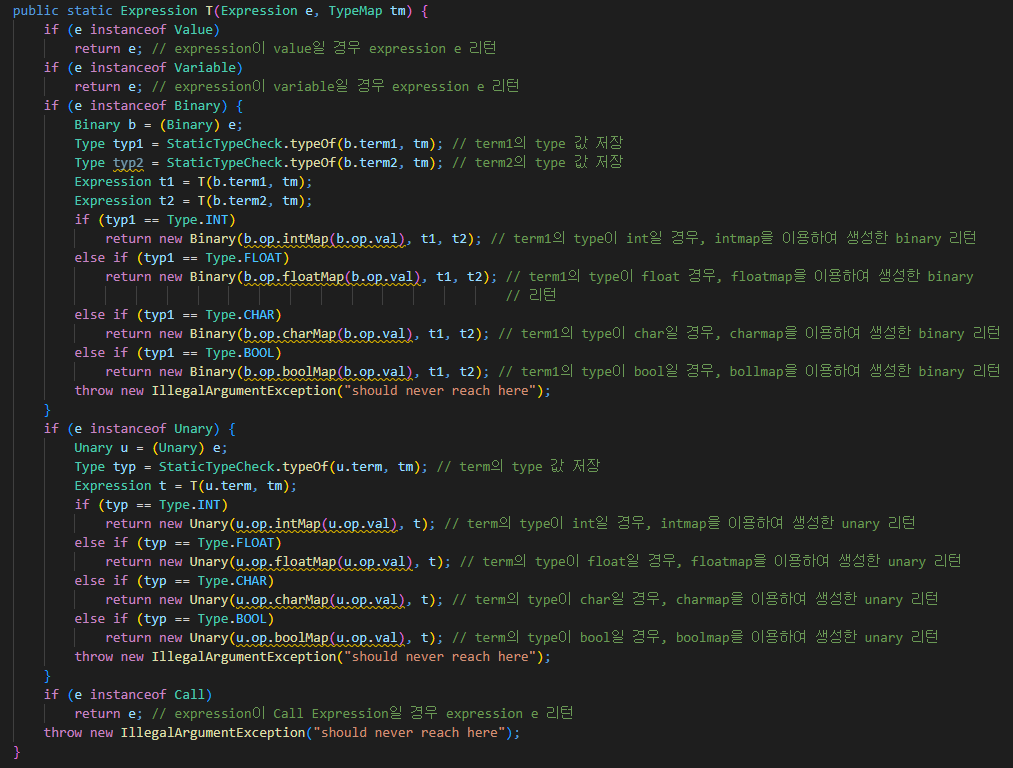 public static Expression T(Expression e, TypeMap tm) {
if (e instanceof Value)
return e; // expression이 value일 경우 expression e 리턴
if (e instanceof Variable)
return e; // expression이 variable일 경우 expression e 리턴
if (e instanceof Binary) {
Binary b = (Binary) e;
Type typ1 = StaticTypeCheck.typeOf(b.term1, tm); // term1의 type 값 저장
Type typ2 = StaticTypeCheck.typeOf(b.term2, tm); // term2의 type 값 저장
Expression t1 = T(b.term1, tm);
Expression t2 = T(b.term2, tm);
if (typ1 == Type.INT)
return new Binary(b.op.intMap(b.op.val), t1, t2); // term1의 type이 int일 경우, intmap을 이용하여 생성한 binary 리턴
else if (typ1 == Type.FLOAT)
return new Binary(b.op.floatMap(b.op.val), t1, t2); // term1의 type이 float 경우, floatmap을 이용하여 생성한 binary
// 리턴
else if (typ1 == Type.CHAR)
return new Binary(b.op.charMap(b.op.val), t1, t2); // term1의 type이 char일 경우, charmap을 이용하여 생성한 binary 리턴
else if (typ1 == Type.BOOL)
return new Binary(b.op.boolMap(b.op.val), t1, t2); // term1의 type이 bool일 경우, bollmap을 이용하여 생성한 binary 리턴
throw new IllegalArgumentException("should never reach here");
}
if (e instanceof Unary) {
Unary u = (Unary) e;
Type typ = StaticTypeCheck.typeOf(u.term, tm); // term의 type 값 저장
Expression t = T(u.term, tm);
if (typ == Type.INT)
return new Unary(u.op.intMap(u.op.val), t); // term의 type이 int일 경우, intmap을 이용하여 생성한 unary 리턴
else if (typ == Type.FLOAT)
return new Unary(u.op.floatMap(u.op.val), t); // term의 type이 float일 경우, floatmap을 이용하여 생성한 unary 리턴
else if (typ == Type.CHAR)
return new Unary(u.op.charMap(u.op.val), t); // term의 type이 char일 경우, charmap을 이용하여 생성한 unary 리턴
else if (typ == Type.BOOL)
return new Unary(u.op.boolMap(u.op.val), t); // term의 type이 bool일 경우, boolmap을 이용하여 생성한 unary 리턴
throw new IllegalArgumentException("should never reach here");
}
if (e instanceof Call)
return e; // expression이 Call Expression일 경우 expression e 리턴
throw new IllegalArgumentException("should never reach here");
}